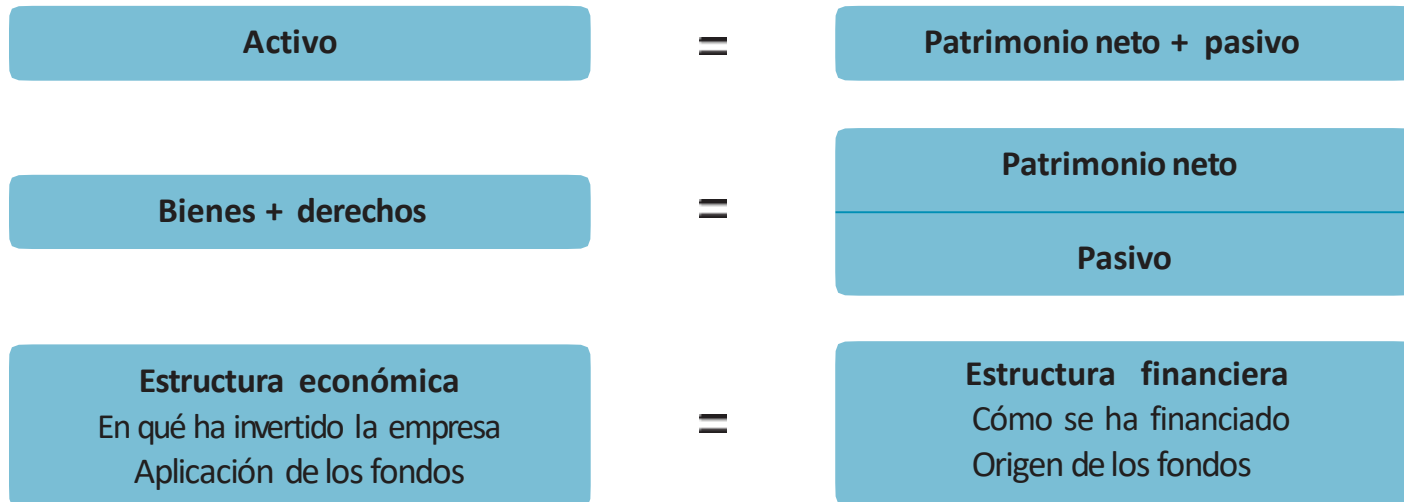 Activo = Patrimonio neto + pasivo
Bienes + derechos = Patrimonio neto
Pasivo
Estructura económica = Estructura financiera
En qué ha invertido la empresa Cómo se ha financiado
Aplicación de los fondos Origen de los fondos